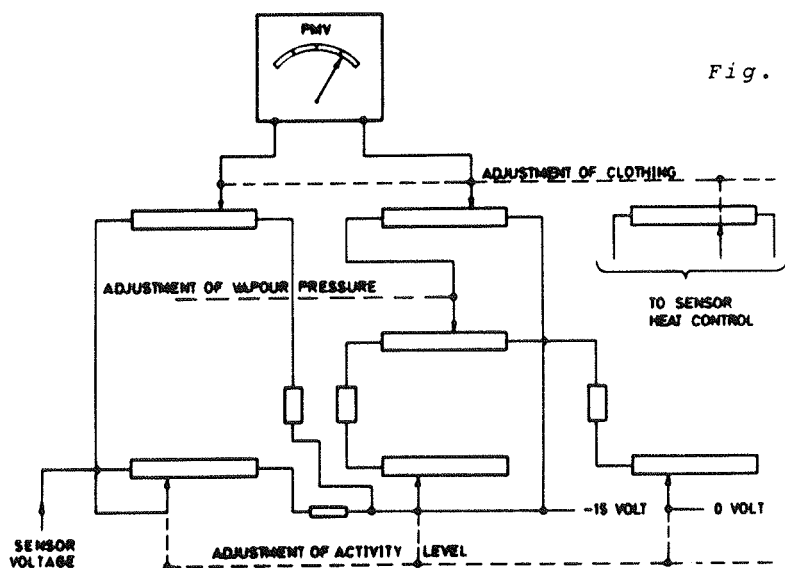 PMV
Fig.
ADJUSTMENT OF CLOTHING
ADJUSTMENT OF VAPOUR PRESSURE
TO SENSOR
HEAT CONTROL
-15 VOLT
0 VOLT
SENSOR
VOLTAGE
ADJUSTMENT OF ACTIVITY LEVEL